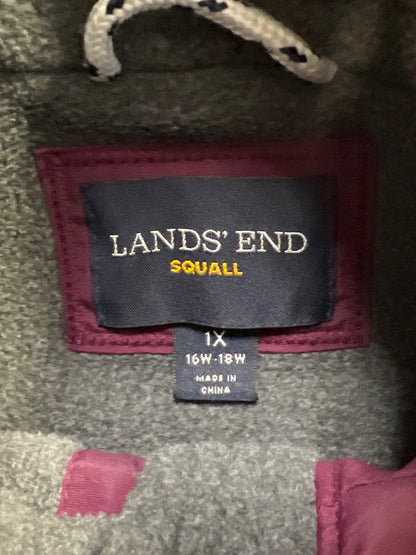 LANDS' END
SQUALL
1X
16W-18W
MADE IN
CHINA